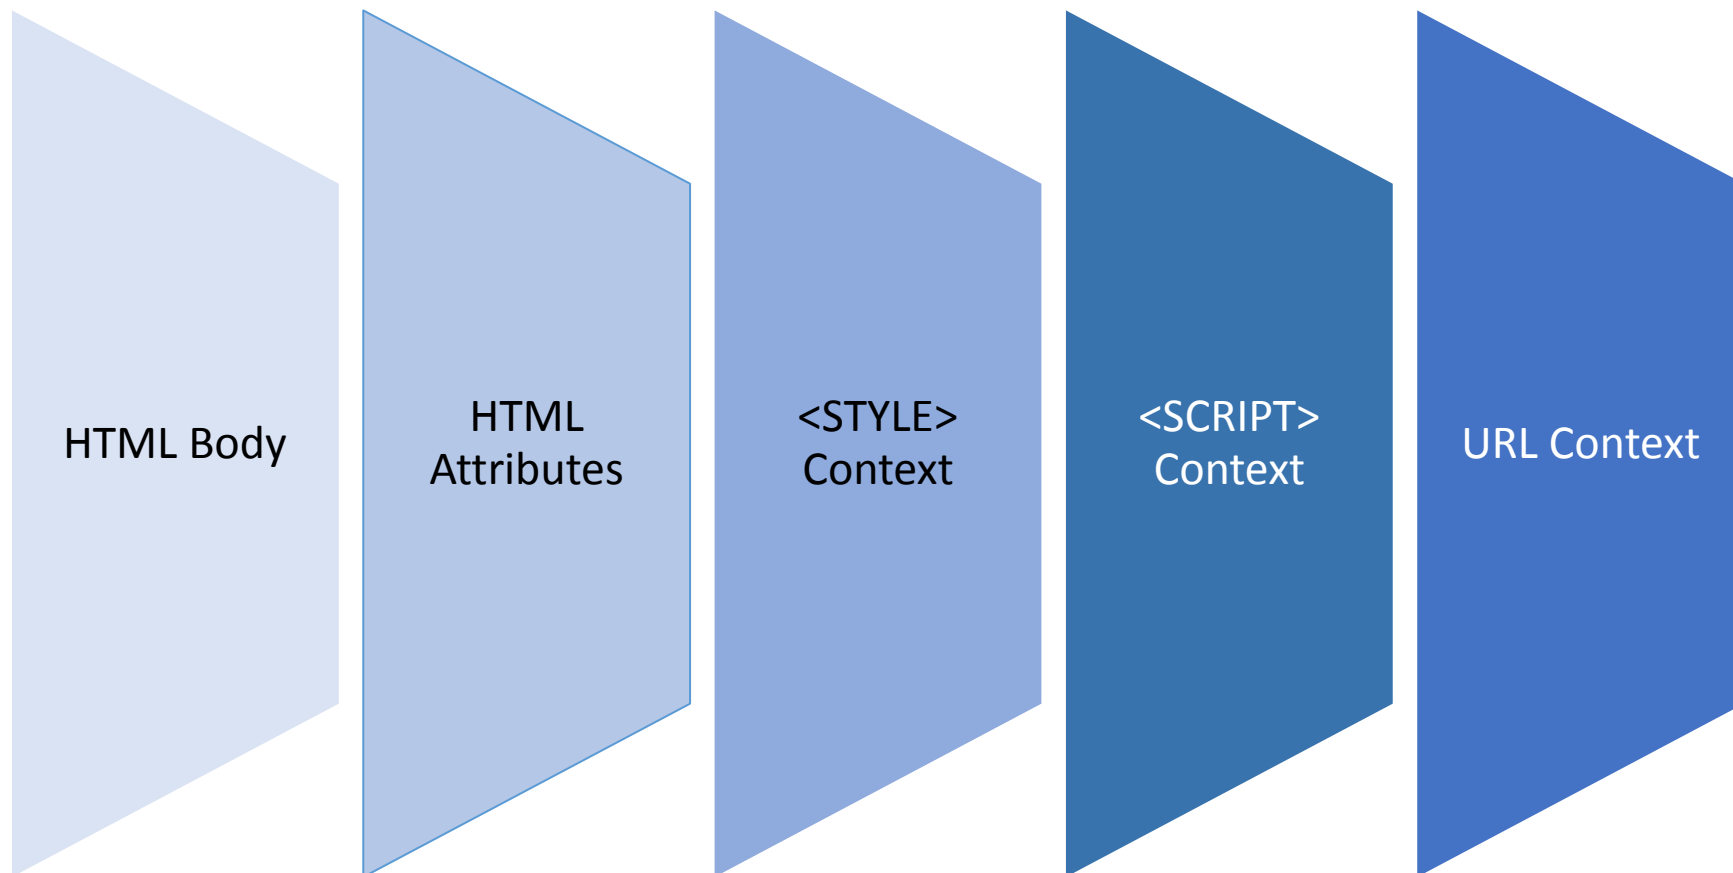 HTML Body
HTML
Attributes
<STYLE>
Context
<SCRIPT>
Context
URL Context